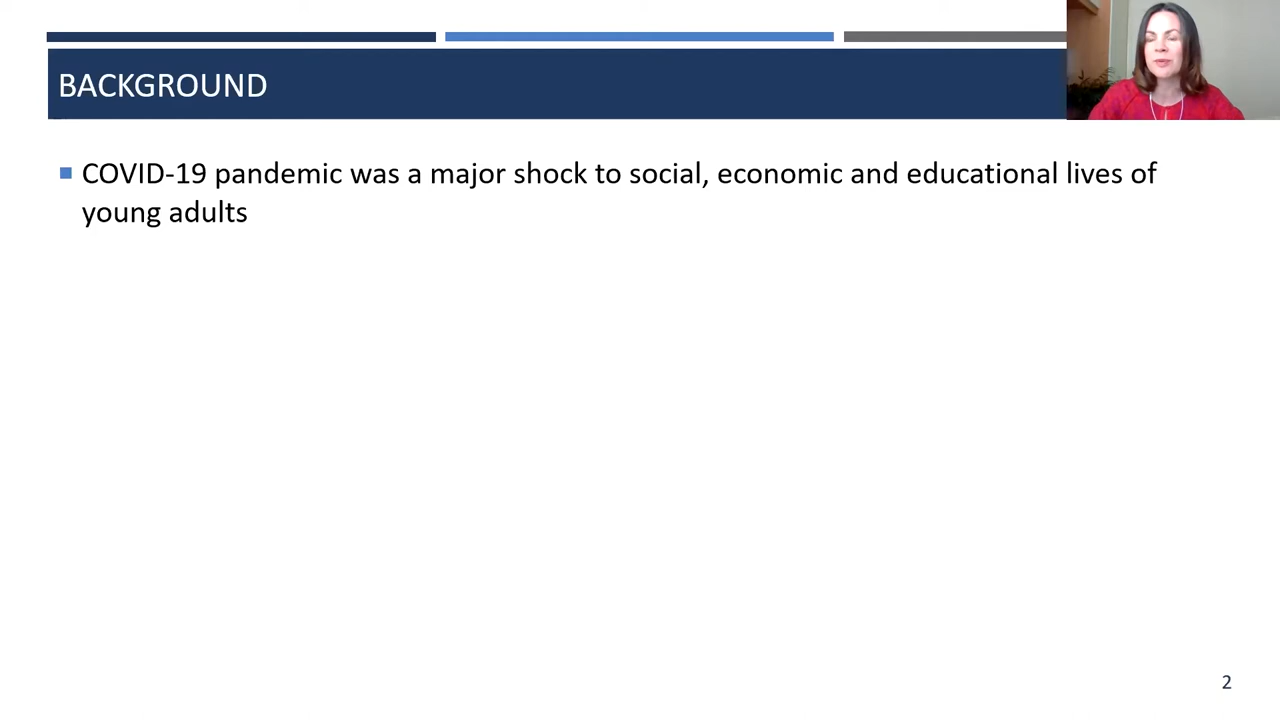 BACKGROUND
COVID-19 pandemic was a major shock to social, economic and educational lives of
young adults
2